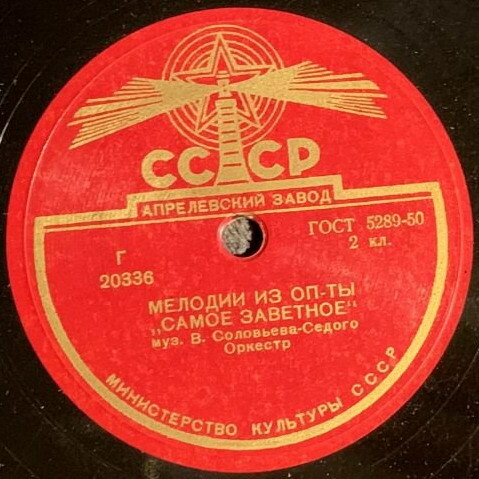 СССР
АПРЕЛЕВСКИЙ ЗАВОД
ГОСТ 5289-50
2 кл.
Г
20336
МЕЛОДИИ ИЗ ОП-ТЫ
„САМОЕ ЗАВЕТНОЕ“
муз. В. Соловьева-Седого
Оркестр
МИНИСТЕРСТВО КУЛЬТУРЫ СССР